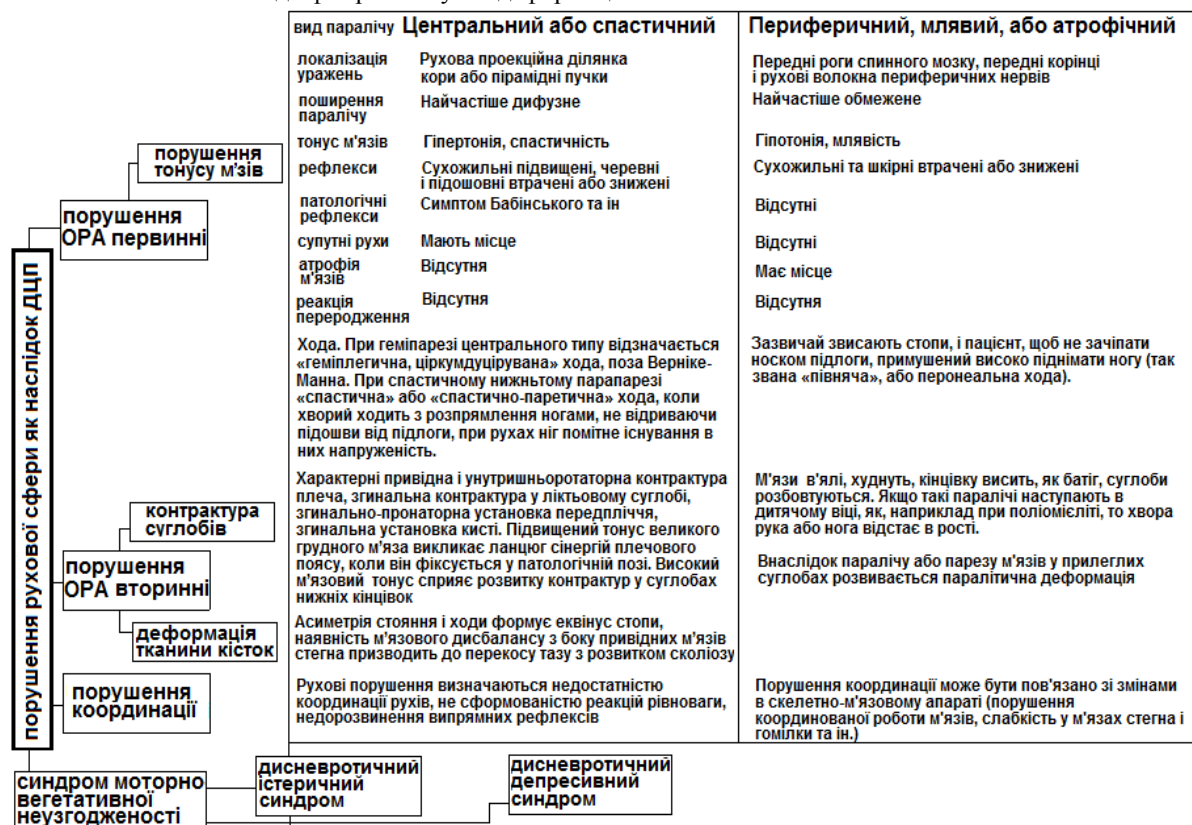 вид паралічу Центральний або спастичний
Периферичний, млявий, або атрофічний
локалізація
уражень
Рухова проекційна ділянка
кори або пірамідні пучки
Передні роги спинного мозку, передні корінці
і рухові волокна периферичних нервів
поширення
паралічу
Найчастіше дифузне
Найчастіше обмежене
тонус м'язів
Гіпертонія, спастичність
Гіпотонія, млявість
рефлекси
Сухожильні підвищені, черевні
і підошовні втрачені або знижені
Сухожильні та шкірні втрачені або знижені
патологічні
рефлекси
Симптом Бабінського та ін
Відсутні
супутні рухи
Мають місце
Відсутні
атрофія
м'язів
Відсутня
Має місце
реакція
переродження
Відсутня
Відсутня
Хода. При геміпарезі центрального типу відзначається
«геміплегична, ціркумдуцірувана» хода, поза Верніке-
Манна. При спастичному нижньтому парапарезі
«спастична» або «спастично-паретична» хода, коли
хворий ходить з розпрямлення ногами, не відриваючи
підошви від підлоги, при рухах ніг помітне існування в
них напруженість.
Зазвичай звисають стопи, і пацієнт, щоб не зачіпати
носком підлоги, примушений високо піднімати ногу (так
звана «півняча», або перонеальна хода).
Характерні привідна і унутришньоротаторна контрактура
плеча, згинальна контрактура у ліктьовому суглобі,
згинально-пронаторна установка передпліччя,
згинальна установка кисті. Підвищений тонус великого
грудного м'яза викликає ланцюг сінергій плечового
поясу, коли він фіксується у патологічній позі. Високий
м'язовий тонус сприяє розвитку контрактур у суглобах
нижніх кінцівок
М'язи в'ялі, худнуть, кінцівку висить, як батіг, суглоби
розбовтуються. Якщо такі паралічі наступають в
дитячому віці, як, наприклад при поліомієліті, то хвора
рука або нога відстає в рості.
Внаслідок паралічу або парезу м'язів у прилеглих
суглобах розвивається паралітична деформація
Асиметрія стояння і ходи формує еквінус стопи,
наявність м'язового дисбалансу з боку привідних м'язів
стегна призводить до перекосу тазу з розвитком сколіозу
Рухові порушення визначаються недостатністю
координації рухів, не сформованістю реакцій рівноваги,
недорозвинення випрямних рефлексів
Порушення координації може бути пов'язано зі змінами
в скелетно-м'язовому апараті (порушення
координованої роботи м'язів, слабкість у м'язах стегна і
гомілки та ін.)
порушення рухової сфери як наслідок ДЦП
порушення
тонусу м'зів
порушення
ОРА первинні
контрактура
суглобів
порушення
ОРА вторинні
деформація
тканини кісток
порушення
координації
синдром моторно
вегетативної
неузгодженості
дисневротичний
істеричний
синдром
дисневротичний
депресивний
синдром